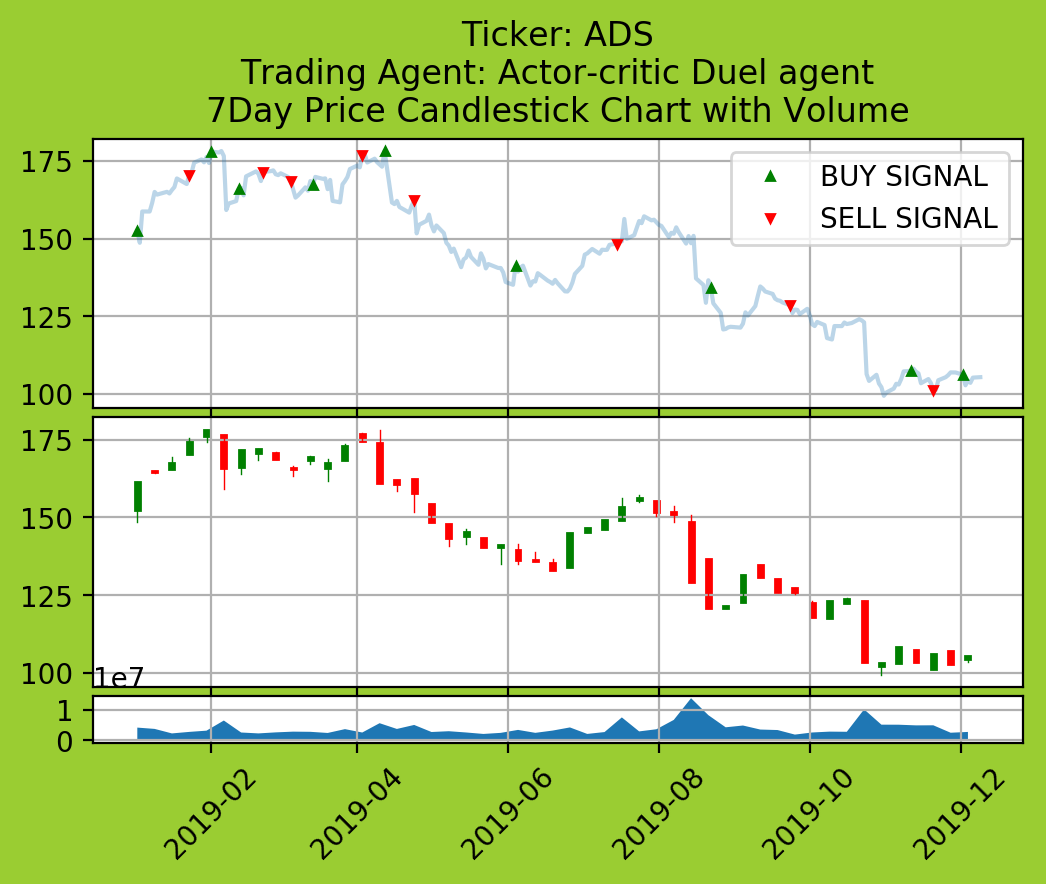 Ticker: ADS
Trading Agent: Actor-critic Duel agent
7Day Price Candlestick Chart with Volume
175
150
125
100
BUY SIGNAL
SELL SIGNAL
175
150
125
100
1e7
1
0
2019-02
2019-04
2019-06
2019-08
2019-10
2019-12